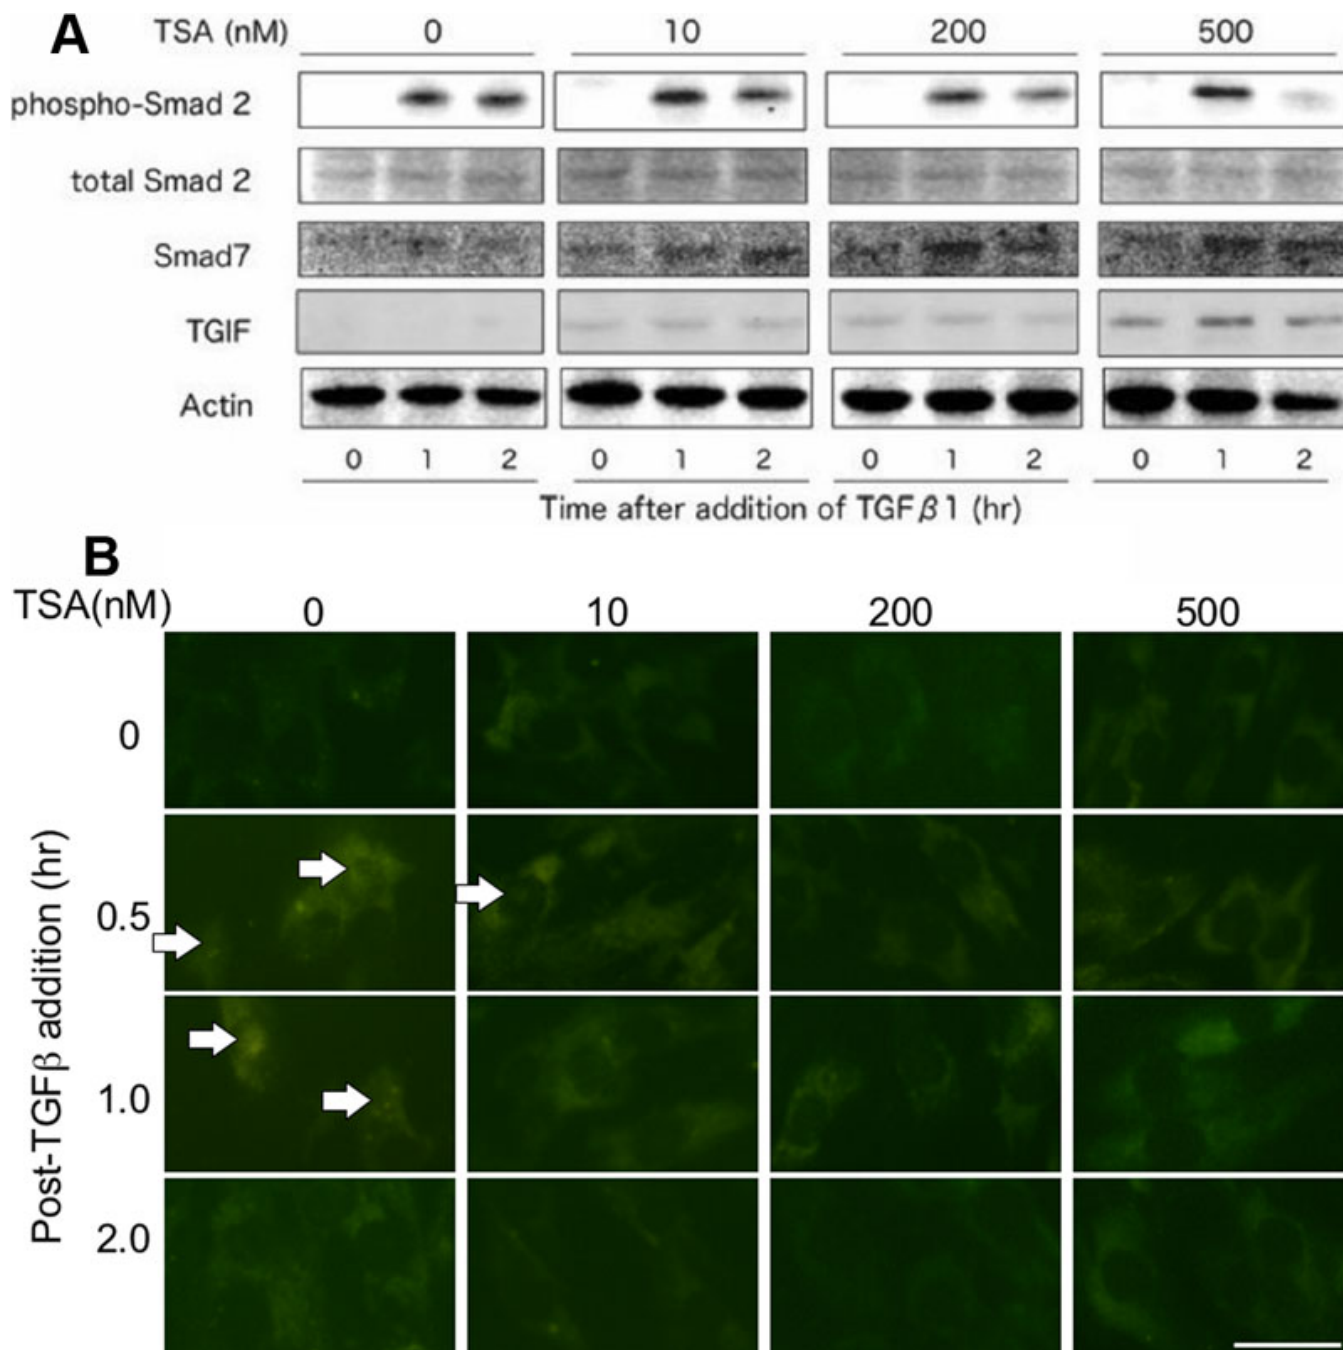 A
TSA (nM) 0 10 200 500
phospho-Smad 2
total Smad 2
Smad7
TGIF
Actin
0 1 2 0 1 2 0 1 2 0 1 2
Time after addition of TGFβ1 (hr)
B
TSA(nM) 0 10 200 500
0
0.5
1.0
2.0
Post-TGFβ addition (hr)